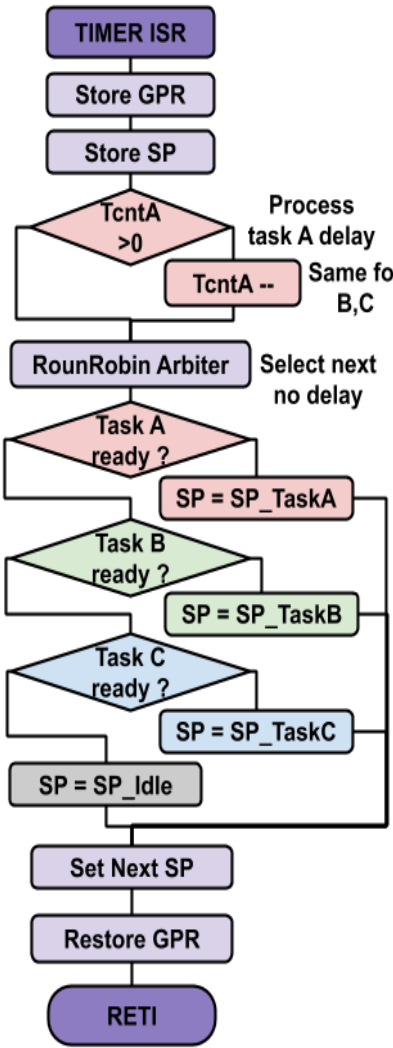 TIMER ISR
Store GPR
Store SP
TcntA
>0
Process
task A delay
TcntA --
Same fo
B,C
RounRobin Arbiter
Select next
no delay
Task A
ready ?
SP = SP_TaskA
Task B
ready ?
SP = SP_TaskB
Task C
ready ?
SP = SP_TaskC
SP = SP_Idle
Set Next SP
Restore GPR
RETI